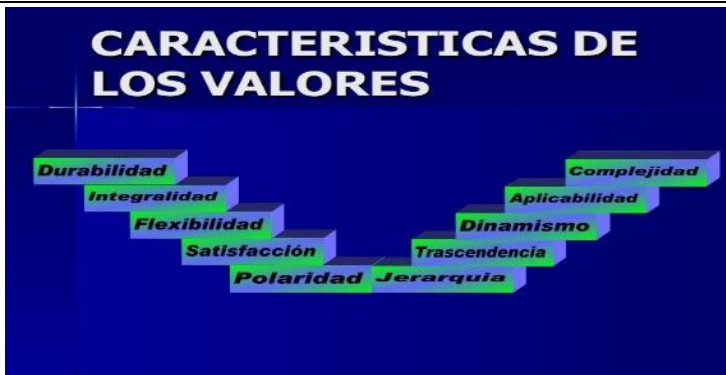 CARACTERISTICAS DE
LOS VALORES
Durabilidad
Integralidad
Flexibilidad
Satisfacción
Polaridad
Jerarquia
Trascendencia
Dinamismo
Aplicabilidad
Complejidad